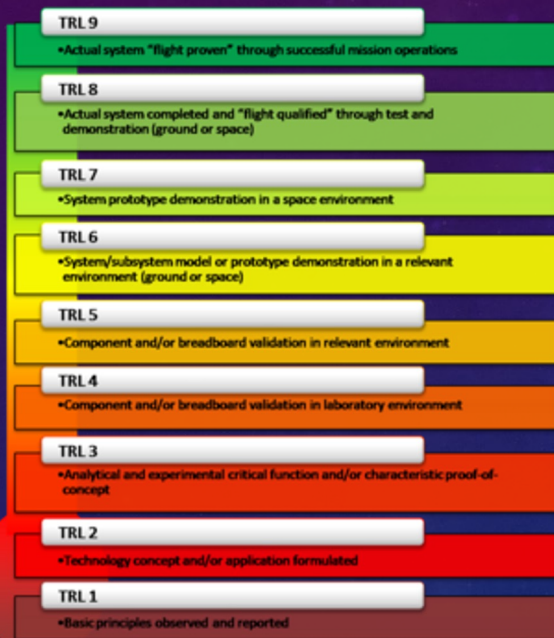 TRL 9
•Actual system “flight proven” through successful mission operations
TRL 8
•Actual system completed and “flight qualified” through test and
demonstration (ground or space)
TRL 7
•System prototype demonstration in a space environment
TRL 6
•System/subsystem model or prototype demonstration in a relevant
environment (ground or space)
TRL 5
•Component and/or breadboard validation in relevant environment
TRL 4
•Component and/or breadboard validation in laboratory environment
TRL 3
•Analytical and experimental critical function and/or characteristic proof-of-
concept
TRL 2
•Technology concept and/or application formulated
TRL 1
•Basic principles observed and reported